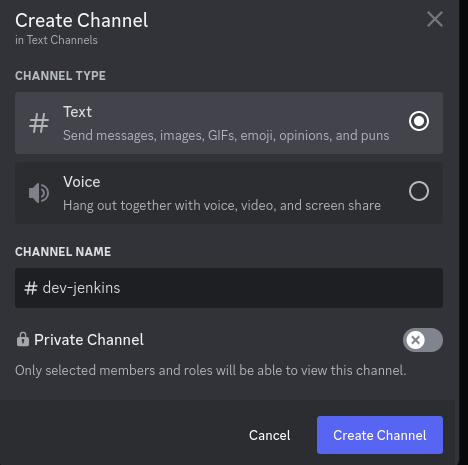 Create Channel
in Text Channels
CHANNEL TYPE
Text
Send messages, images, GIFs, emoji, opinions, and puns
Voice
Hang out together with voice, video, and screen share
CHANNEL NAME
# dev-jenkins
Private Channel
Only selected members and roles will be able to view this channel.
Cancel Create Channel